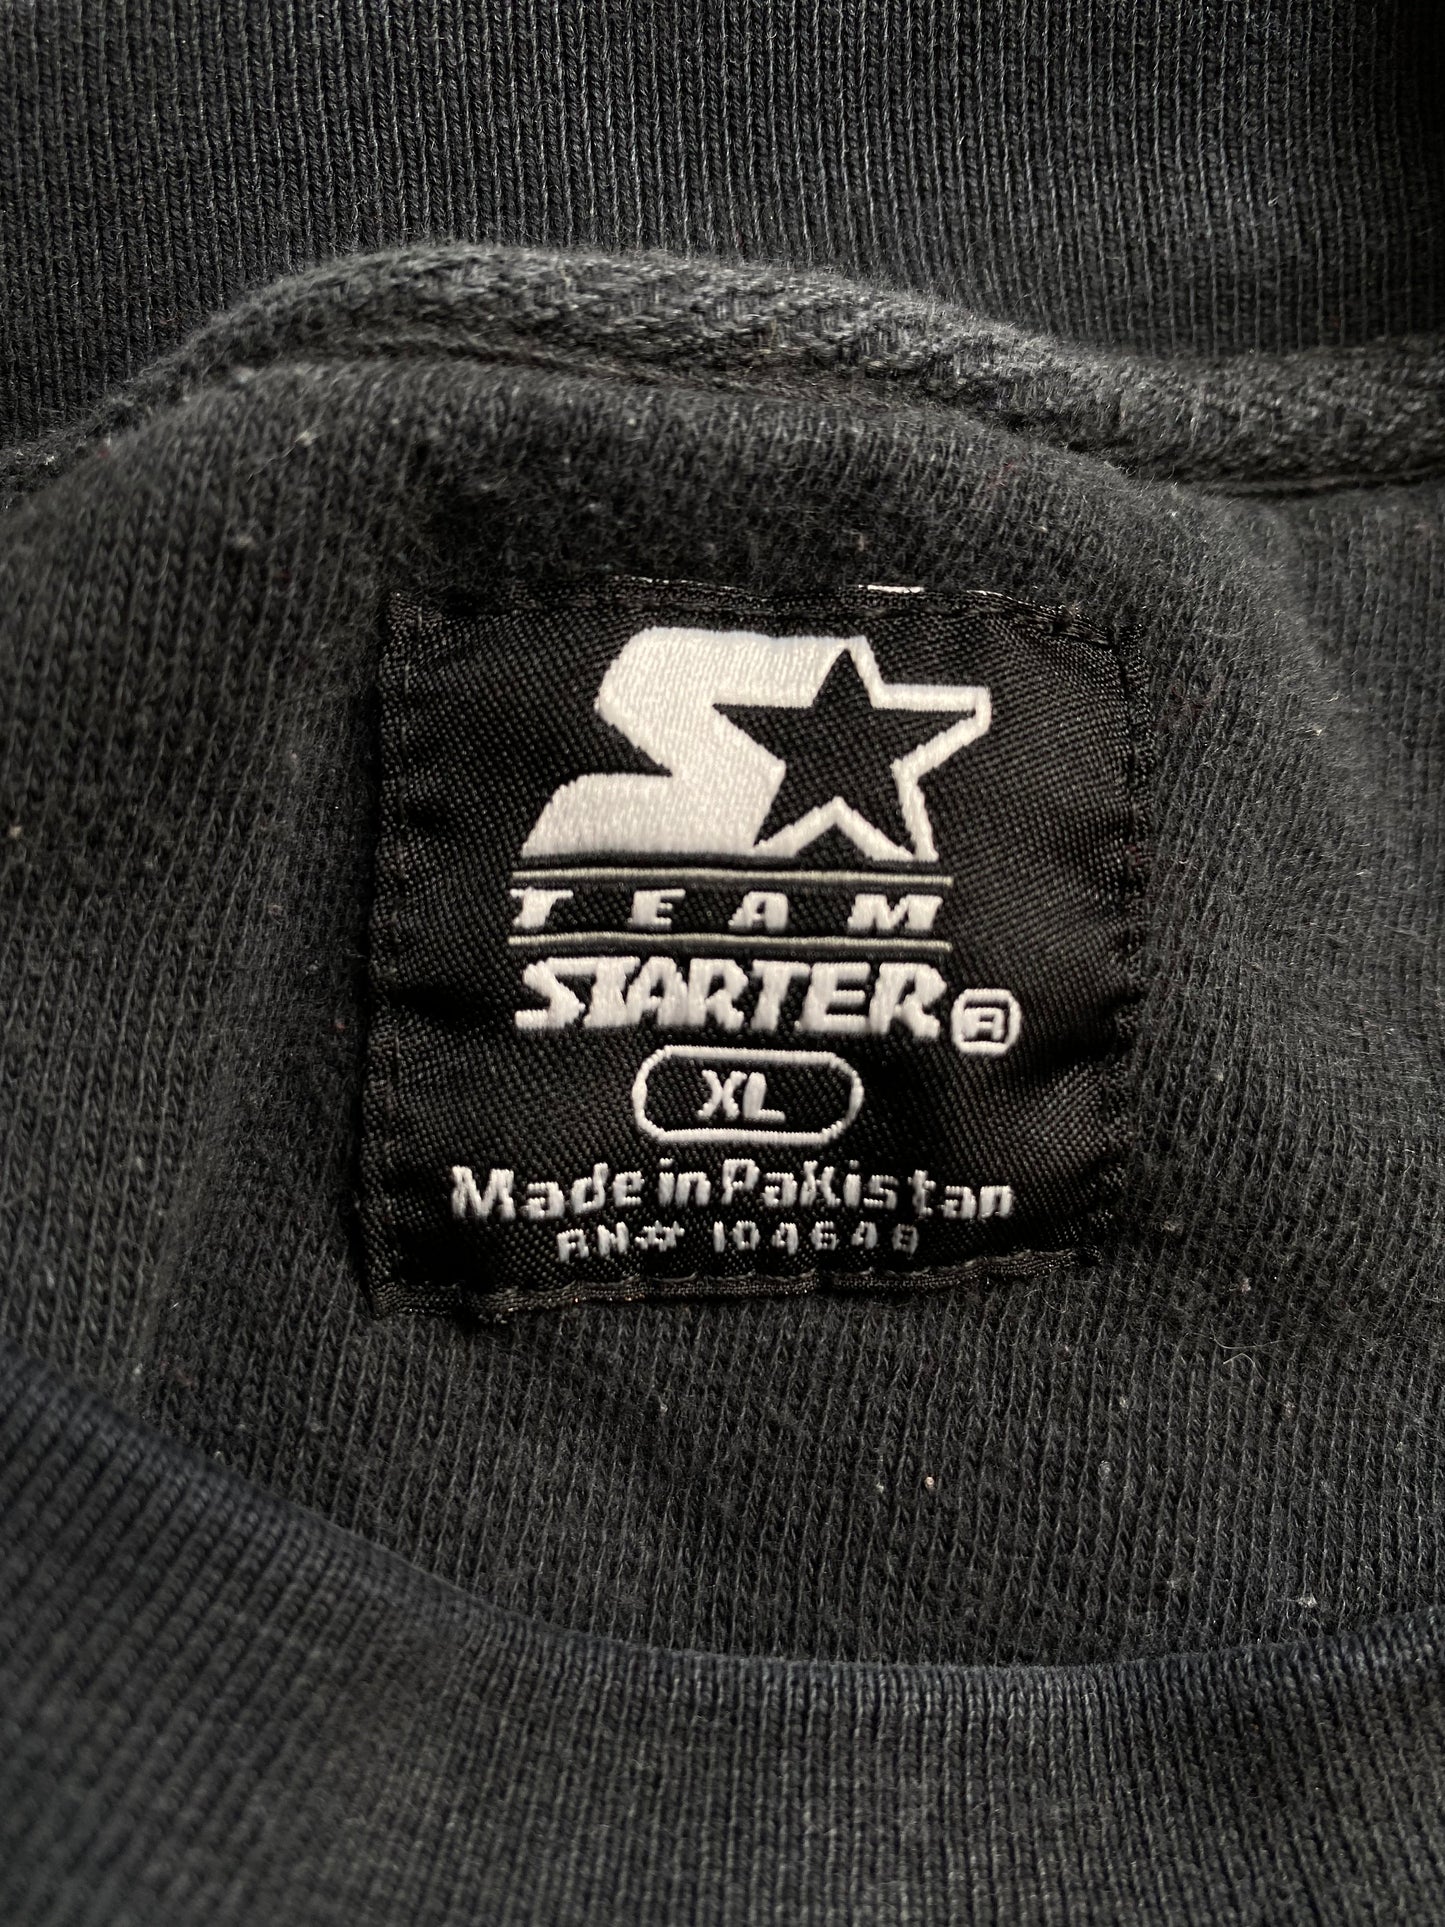 TEAM
STARTER®
XL
Made in Pakistan
RN# 104648